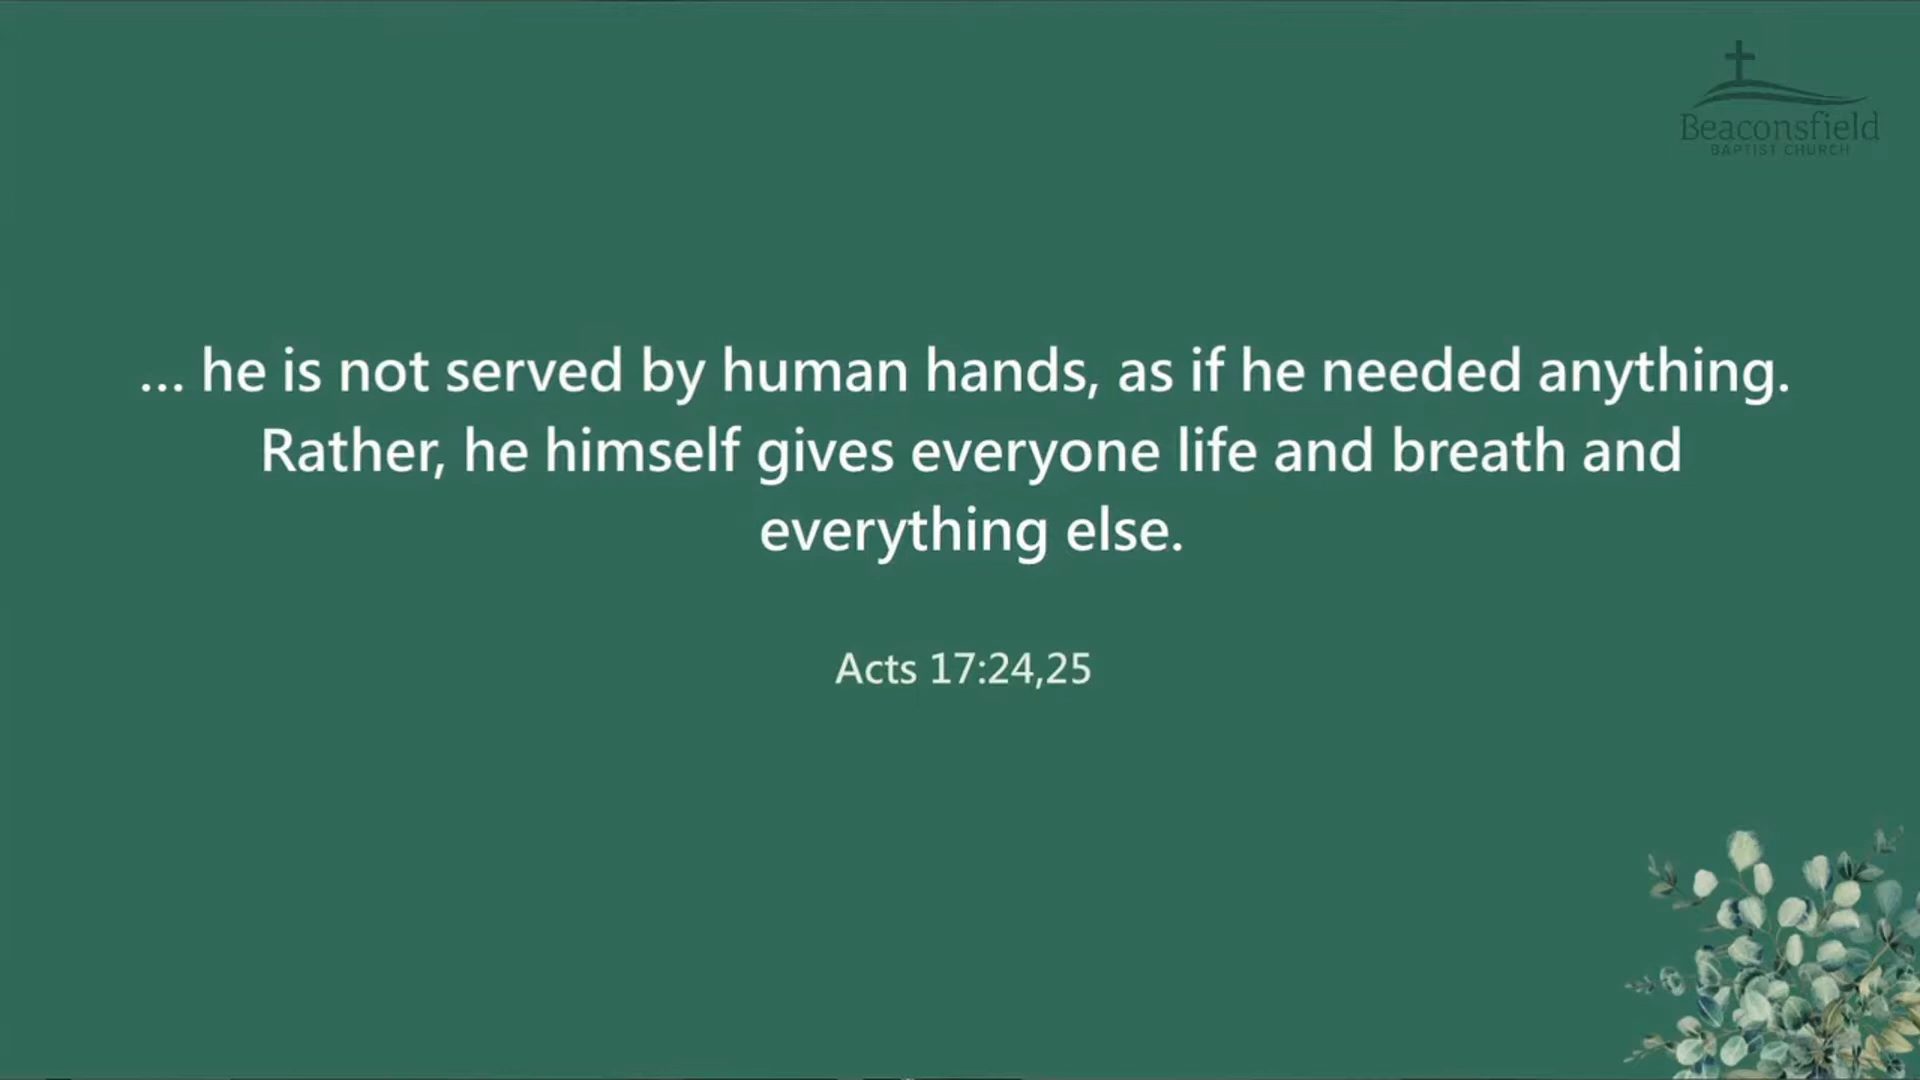 Beaconsfield
BAPTIST CHURCH
... he is not served by human hands, as if he needed anything.
Rather, he himself gives everyone life and breath and
everything else.
Acts 17:24,25